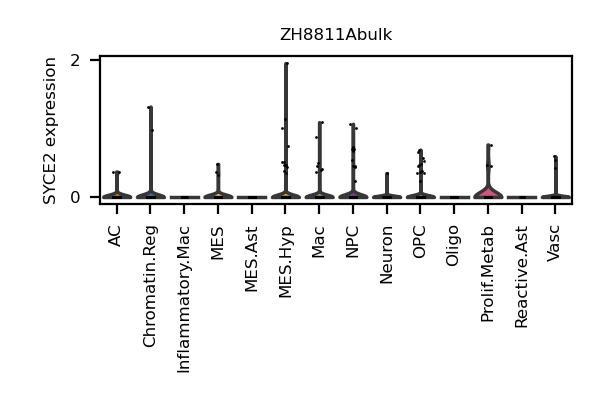 ZH8811Abulk
SYCE2 expression
2
0
AC
Chromatin.Reg
Inflammatory.Mac
MES
MES.Ast
MES.Hyp
Mac
NPC
Neuron
OPC
Oligo
Prolif.Metab
Reactive.Ast
Vasc